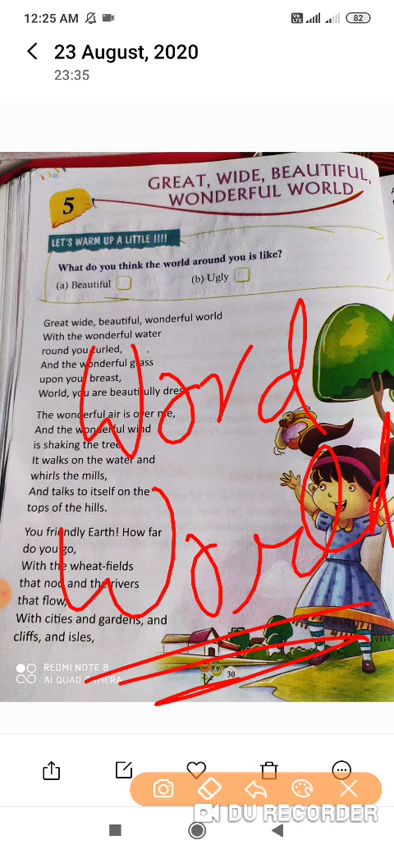 12:25 AM
82
23 August, 2020
23:35
GREAT, WIDE, BEAUTIFUL,
WONDERFUL WORLD
5
LET'S WARM UP A LITTLE !!!!
What do you think the world around you is like?
(a) Beautiful (b) Ugly
Great wide, beautiful, wonderful world
With the wonderful water
round you curled,
And the wonderful grass
upon your breast,
World, you are beautifully drest
The wonderful air is over me,
And the wonderful wind
is shaking the tree
It walks on the water and
whirls the mills,
And talks to itself on the
tops of the hills.
You friendly Earth! How far
do you go,
With the wheat-fields
that nod and the rivers
that flow,
With cities and gardens, and
cliffs, and isles,
Word
World
30
REDMI NOTE 8
AI QUAD CAMERA
DU RECORDER